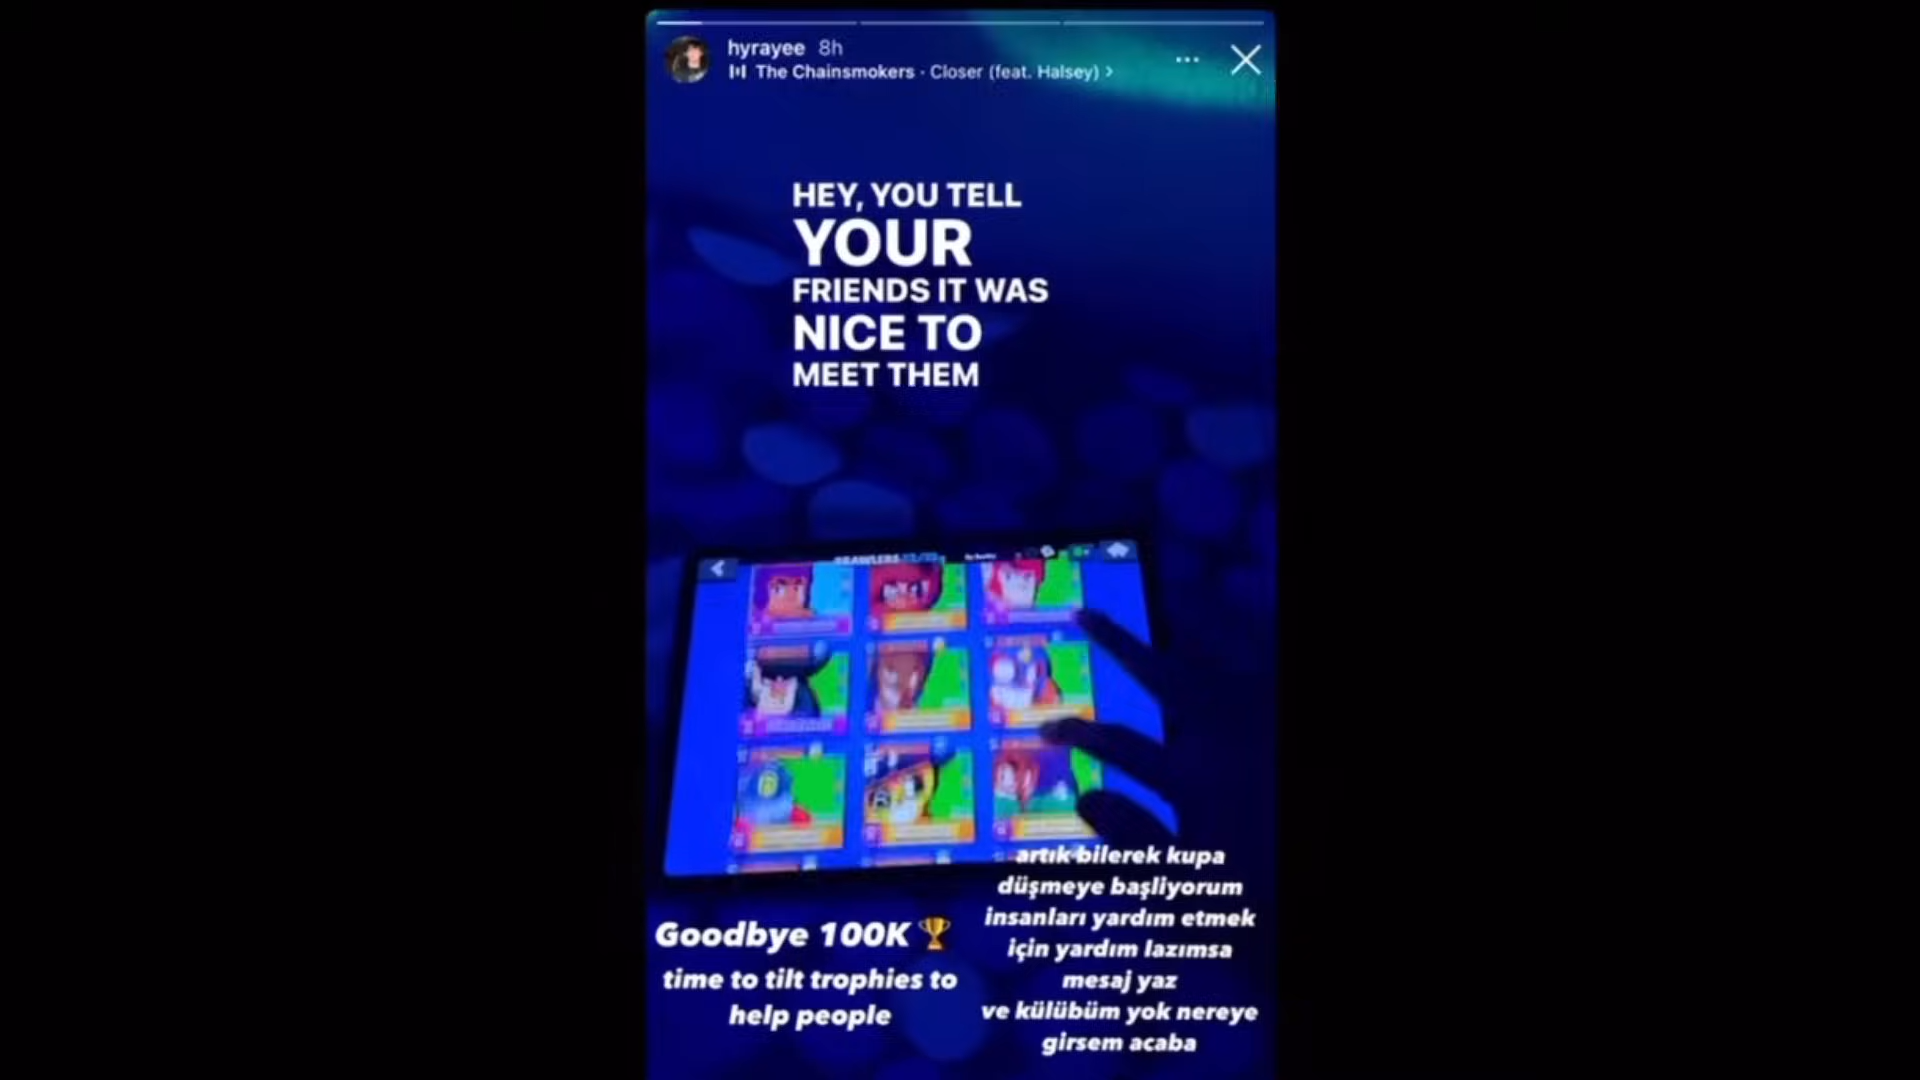 hyrayee 8h
The Chainsmokers · Closer (feat. Halsey) >
HEY, YOU TELL
YOUR
FRIENDS IT WAS
NICE TO
MEET THEM
BRAWLERS
Goodbye 100K 🏆
time to tilt trophies to
help people
artık bilerek kupa
düşmeye başliyorum
insanları yardım etmek
için yardım lazımsa
mesaj yaz
ve külübüm yok nereye
girsem acaba